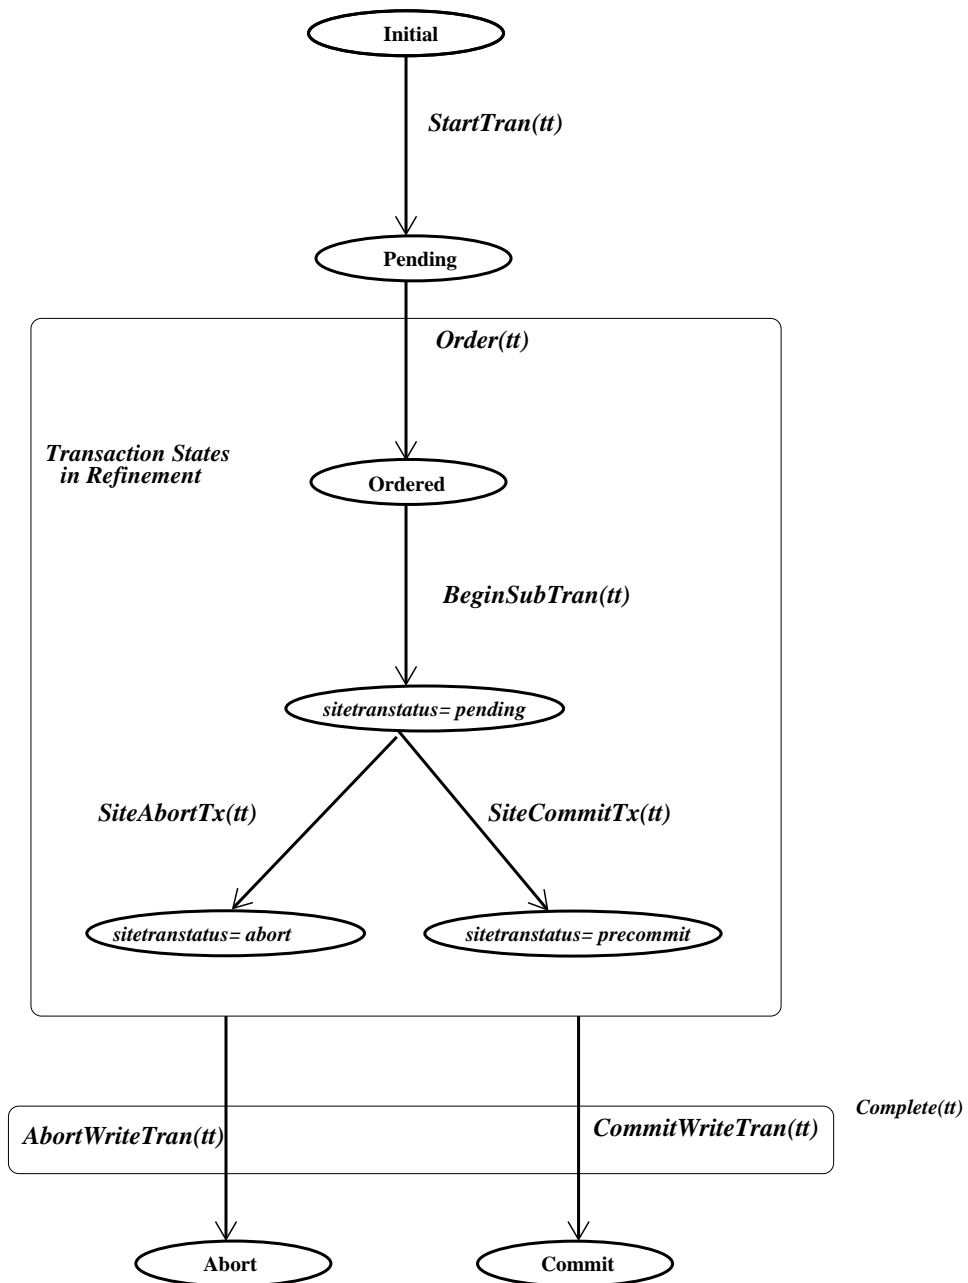 Initial
StartTran(tt)
Pending
Order(tt)
Transaction States
in Refinement
Ordered
BeginSubTran(tt)
sitetranstatus= pending
SiteAbortTx(tt)
SiteCommitTx(tt)
sitetranstatus= abort
sitetranstatus= precommit
Complete(tt)
AbortWriteTran(tt)
CommitWriteTran(tt)
Abort
Commit